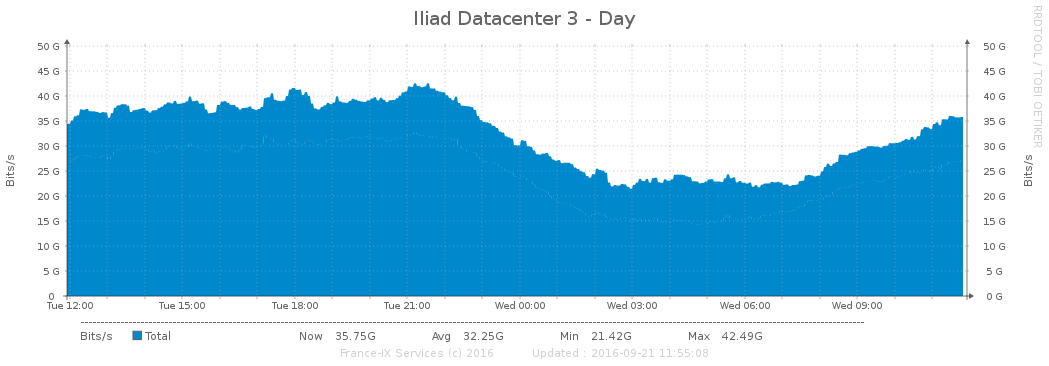 Iliad Datacenter 3 - Day
RRDTOOL / TOBI OETIKER
50 G 50 G
45 G 45 G
40 G 40 G
35 G 35 G
30 G 30 G
25 G 25 G
20 G 20 G
15 G 15 G
10 G 10 G
5 G 5 G
0 0 G
Bits/s
Bits/s
Tue 12:00 Tue 15:00 Tue 18:00 Tue 21:00 Wed 00:00 Wed 03:00 Wed 06:00 Wed 09:00
Bits/s Total Now 35.75G Avg 32.25G Min 21.42G Max 42.49G
France-IX Services (c) 2016 Updated : 2016-09-21 11:55:08